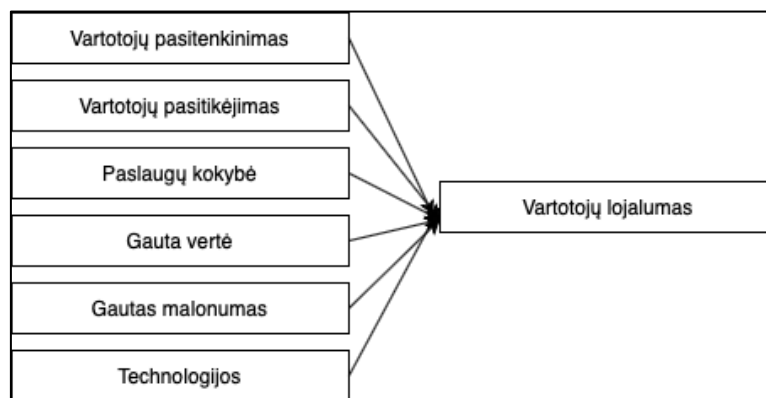 Vartotojų pasitenkinimas
Vartotojų pasitikėjimas
Paslaugų kokybė
Gauta vertė
Gautas malonumas
Technologijos
Vartotojų lojalumas